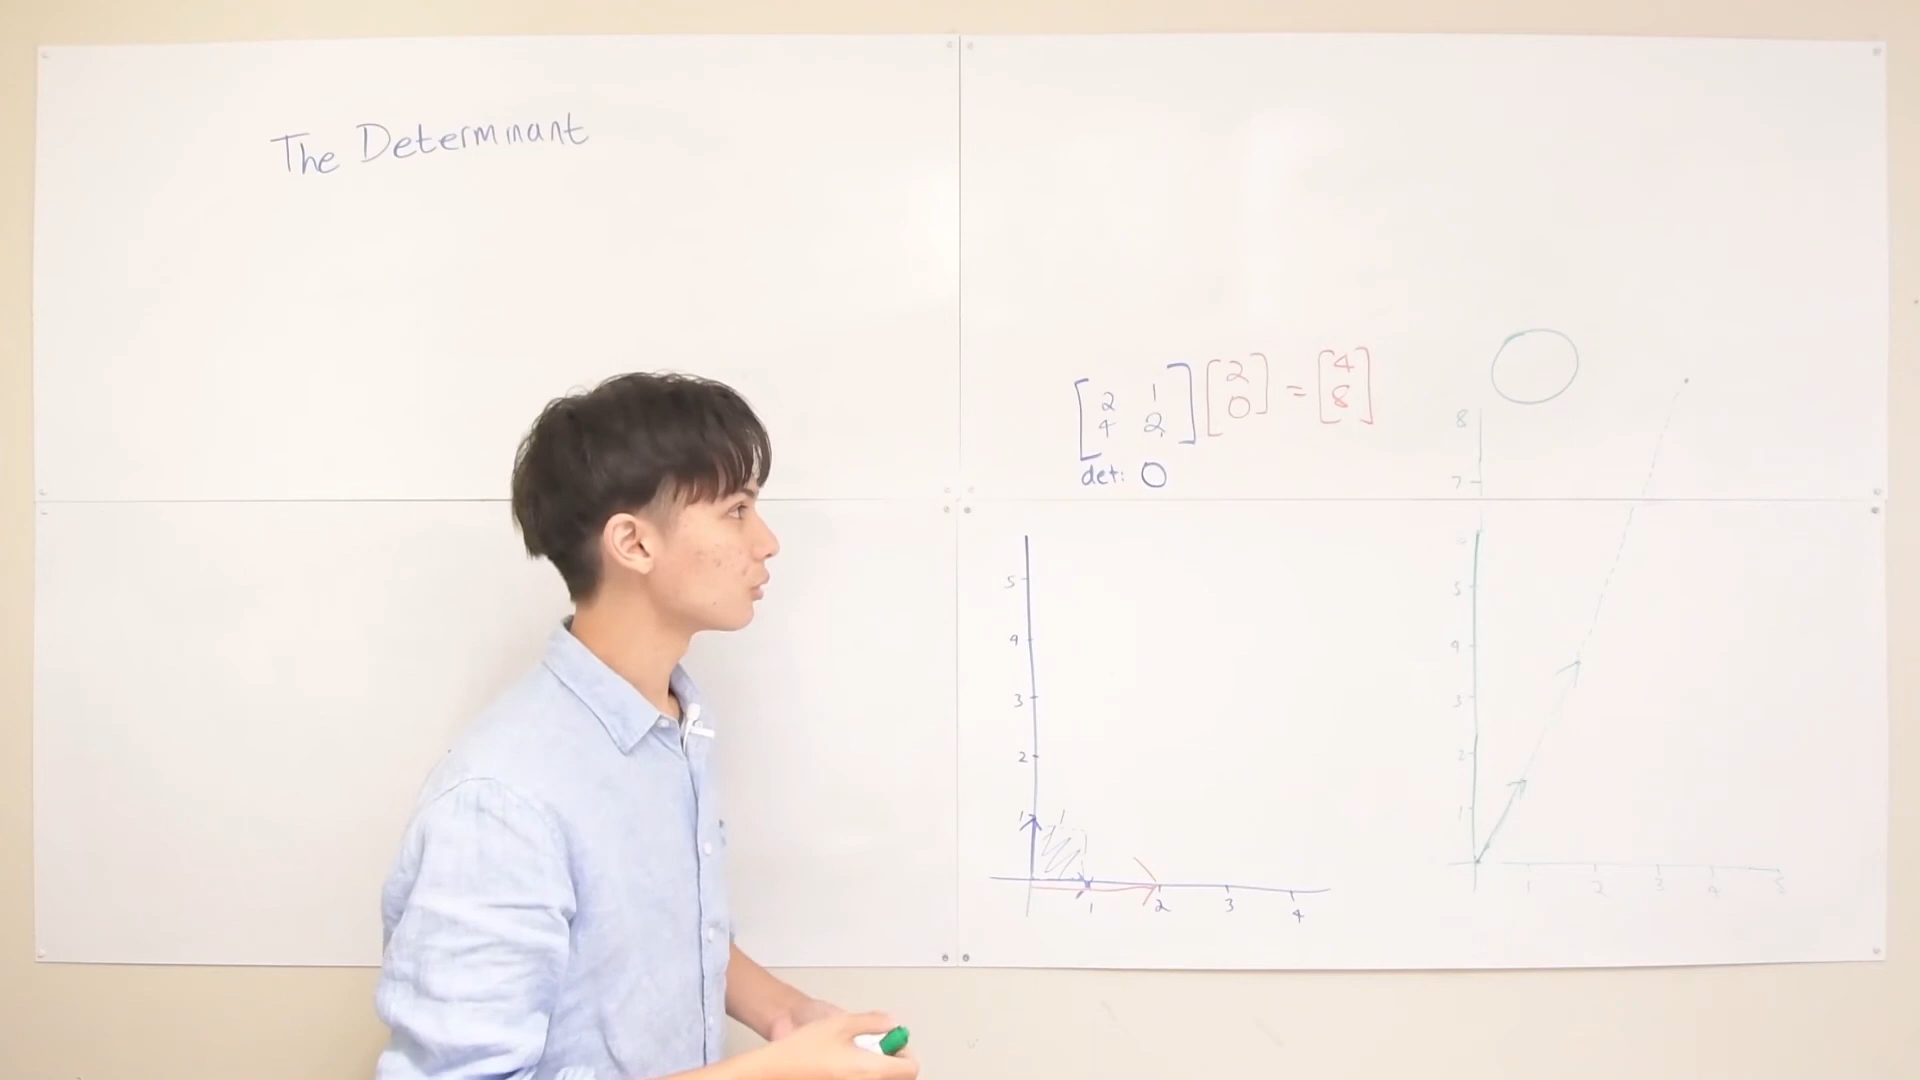 The Determinant
[2 1
4 2] [2
0] = [4
8]
det: 0
5
4
3
2
1
1 2 3 4
8
7
5
4
3
2
1
1 2 3 4 5